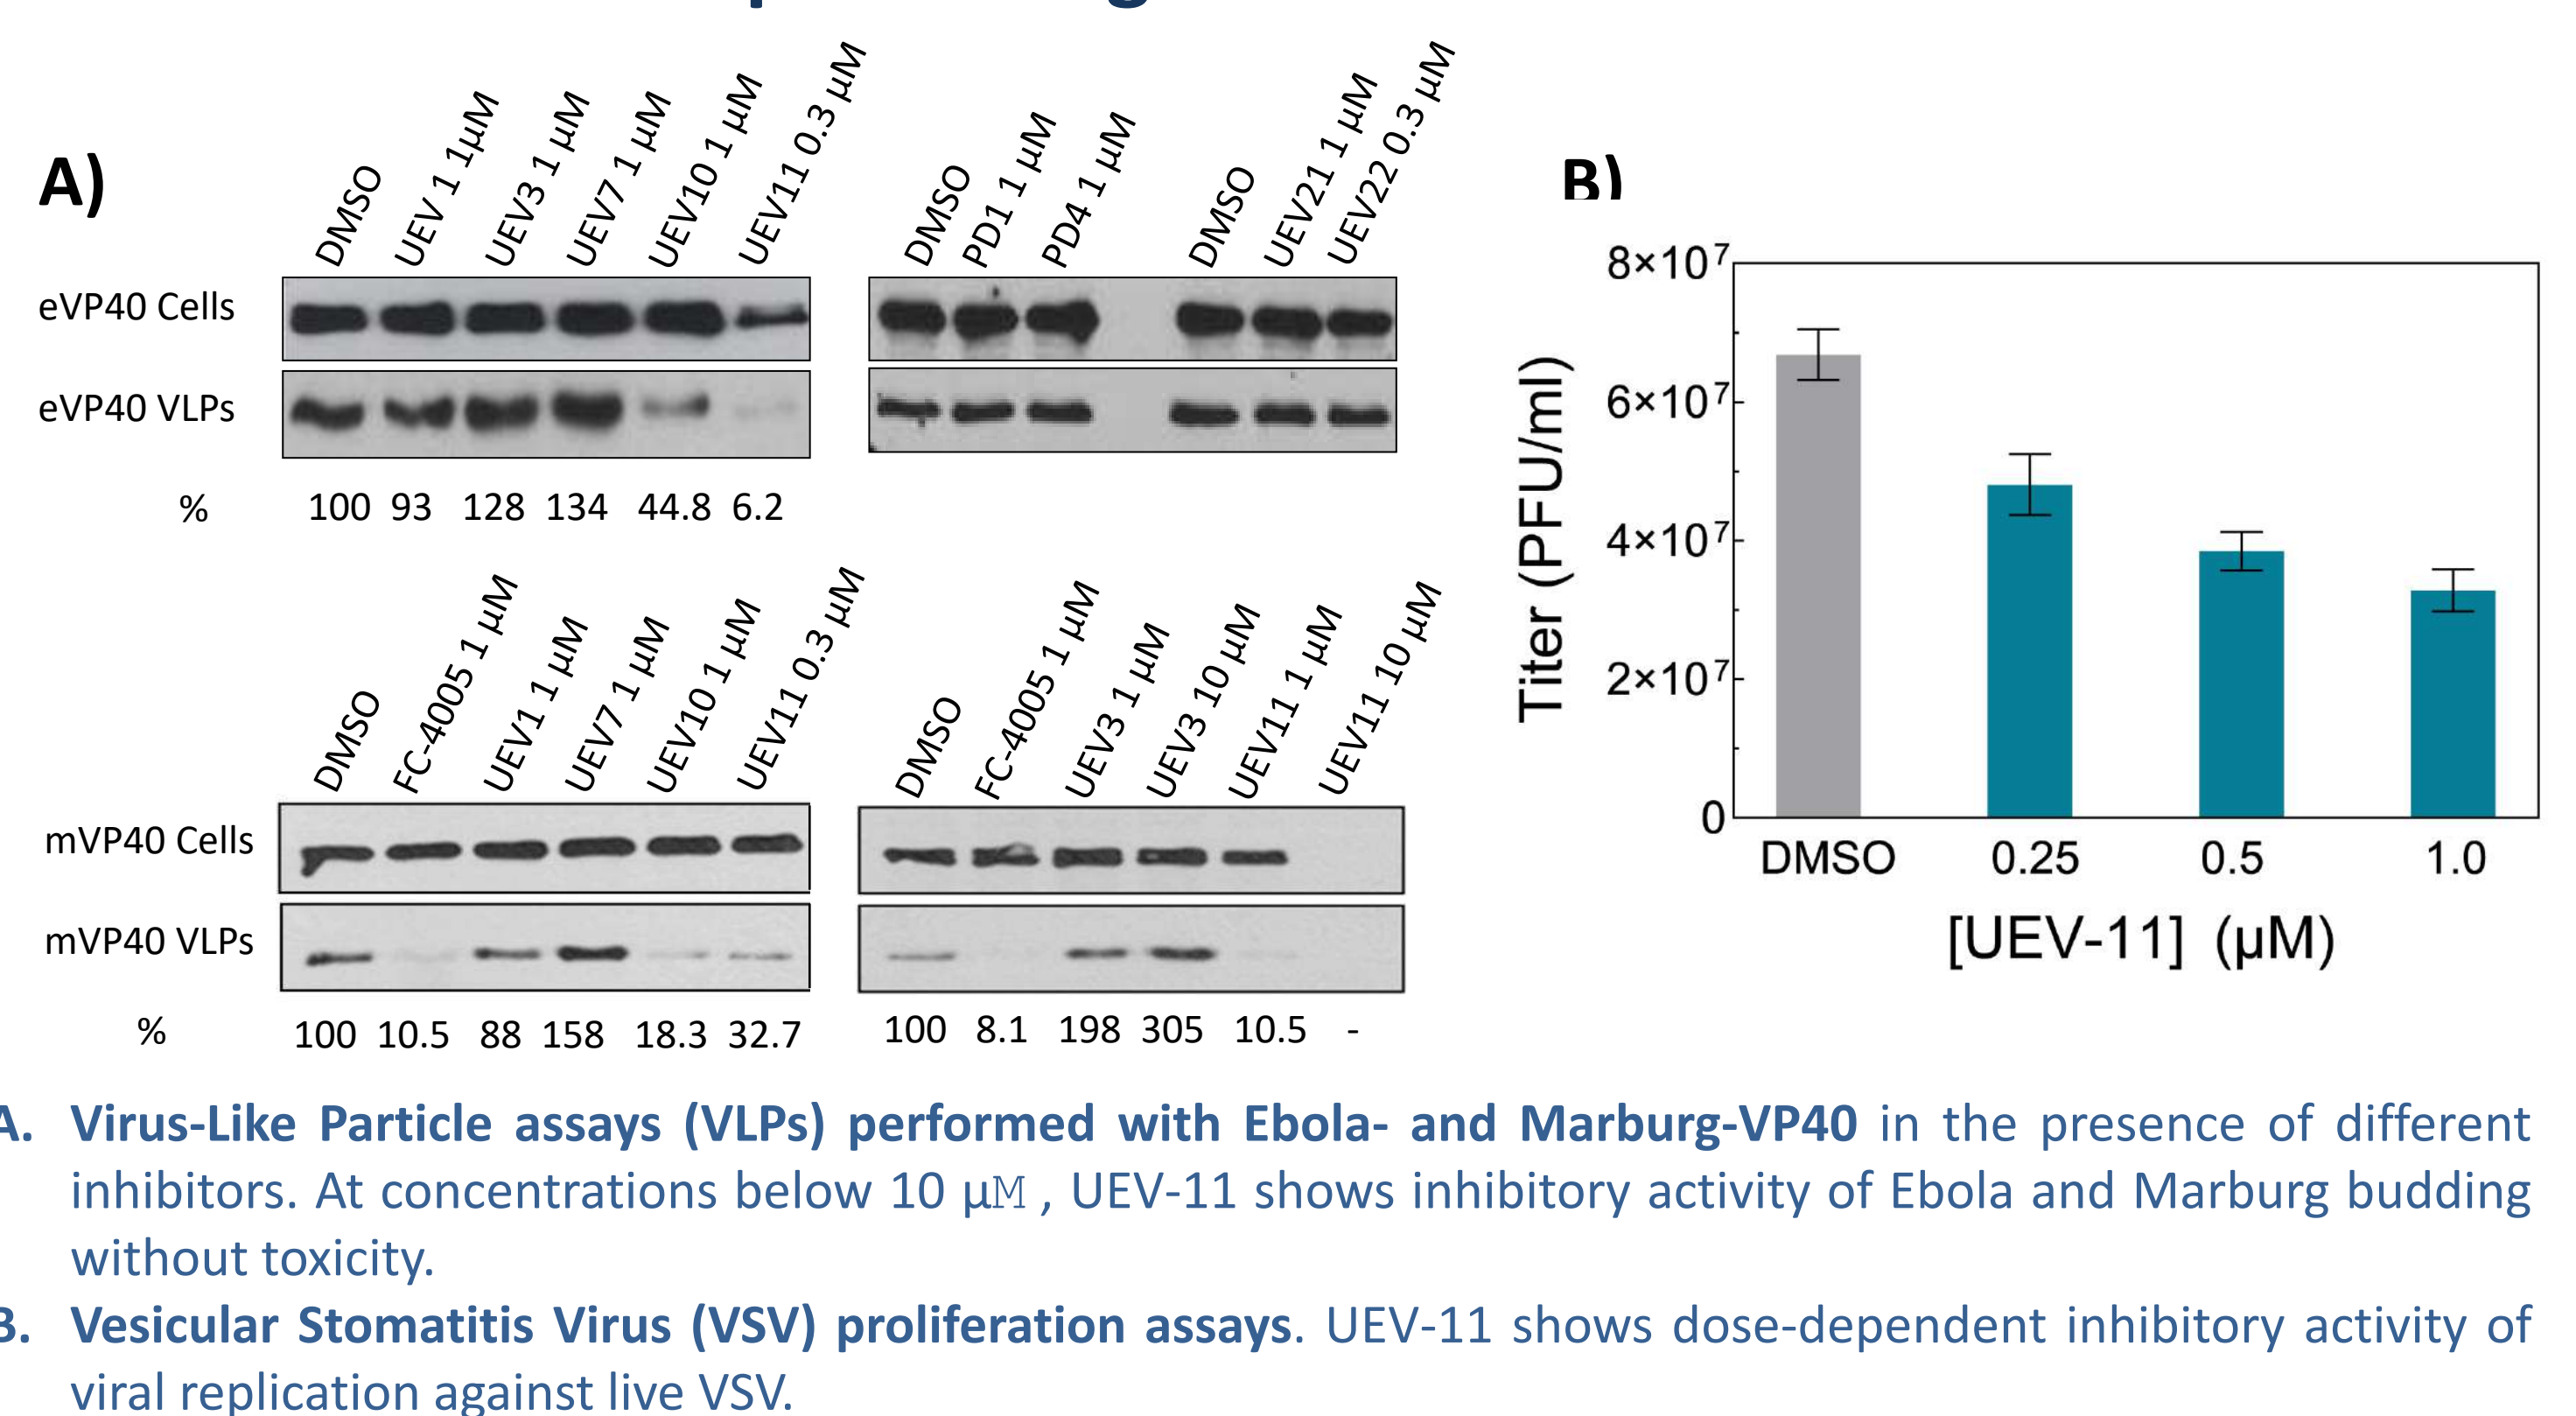 A)
DMSO
UEV 1 1µM
UEV3 1 µM
UEV7 1 µM
UEV10 1 µM
UEV11 0.3 µM
DMSO
PD1 1 µM
PD4 1 µM
DMSO
UEV21 1 µM
UEV22 0.3 µM
eVP40 Cells
eVP40 VLPs
% 100 93 128 134 44.8 6.2
DMSO
FC-4005 1 µM
UEV1 1 µM
UEV7 1 µM
UEV10 1 µM
UEV11 0.3 µM
DMSO
FC-4005 1 µM
UEV3 1 µM
UEV3 10 µM
UEV11 1 µM
UEV11 10 µM
mVP40 Cells
mVP40 VLPs
% 100 10.5 88 158 18.3 32.7 100 8.1 198 305 10.5 -
B)
Titer (PFU/ml)
8×10⁷
6×10⁷
4×10⁷
2×10⁷
0
DMSO 0.25 0.5 1.0
[UEV-11] (µM)
A. Virus-Like Particle assays (VLPs) performed with Ebola- and Marburg-VP40 in the presence of different
inhibitors. At concentrations below 10 µM , UEV-11 shows inhibitory activity of Ebola and Marburg budding
without toxicity.
B. Vesicular Stomatitis Virus (VSV) proliferation assays. UEV-11 shows dose-dependent inhibitory activity of
viral replication against live VSV.